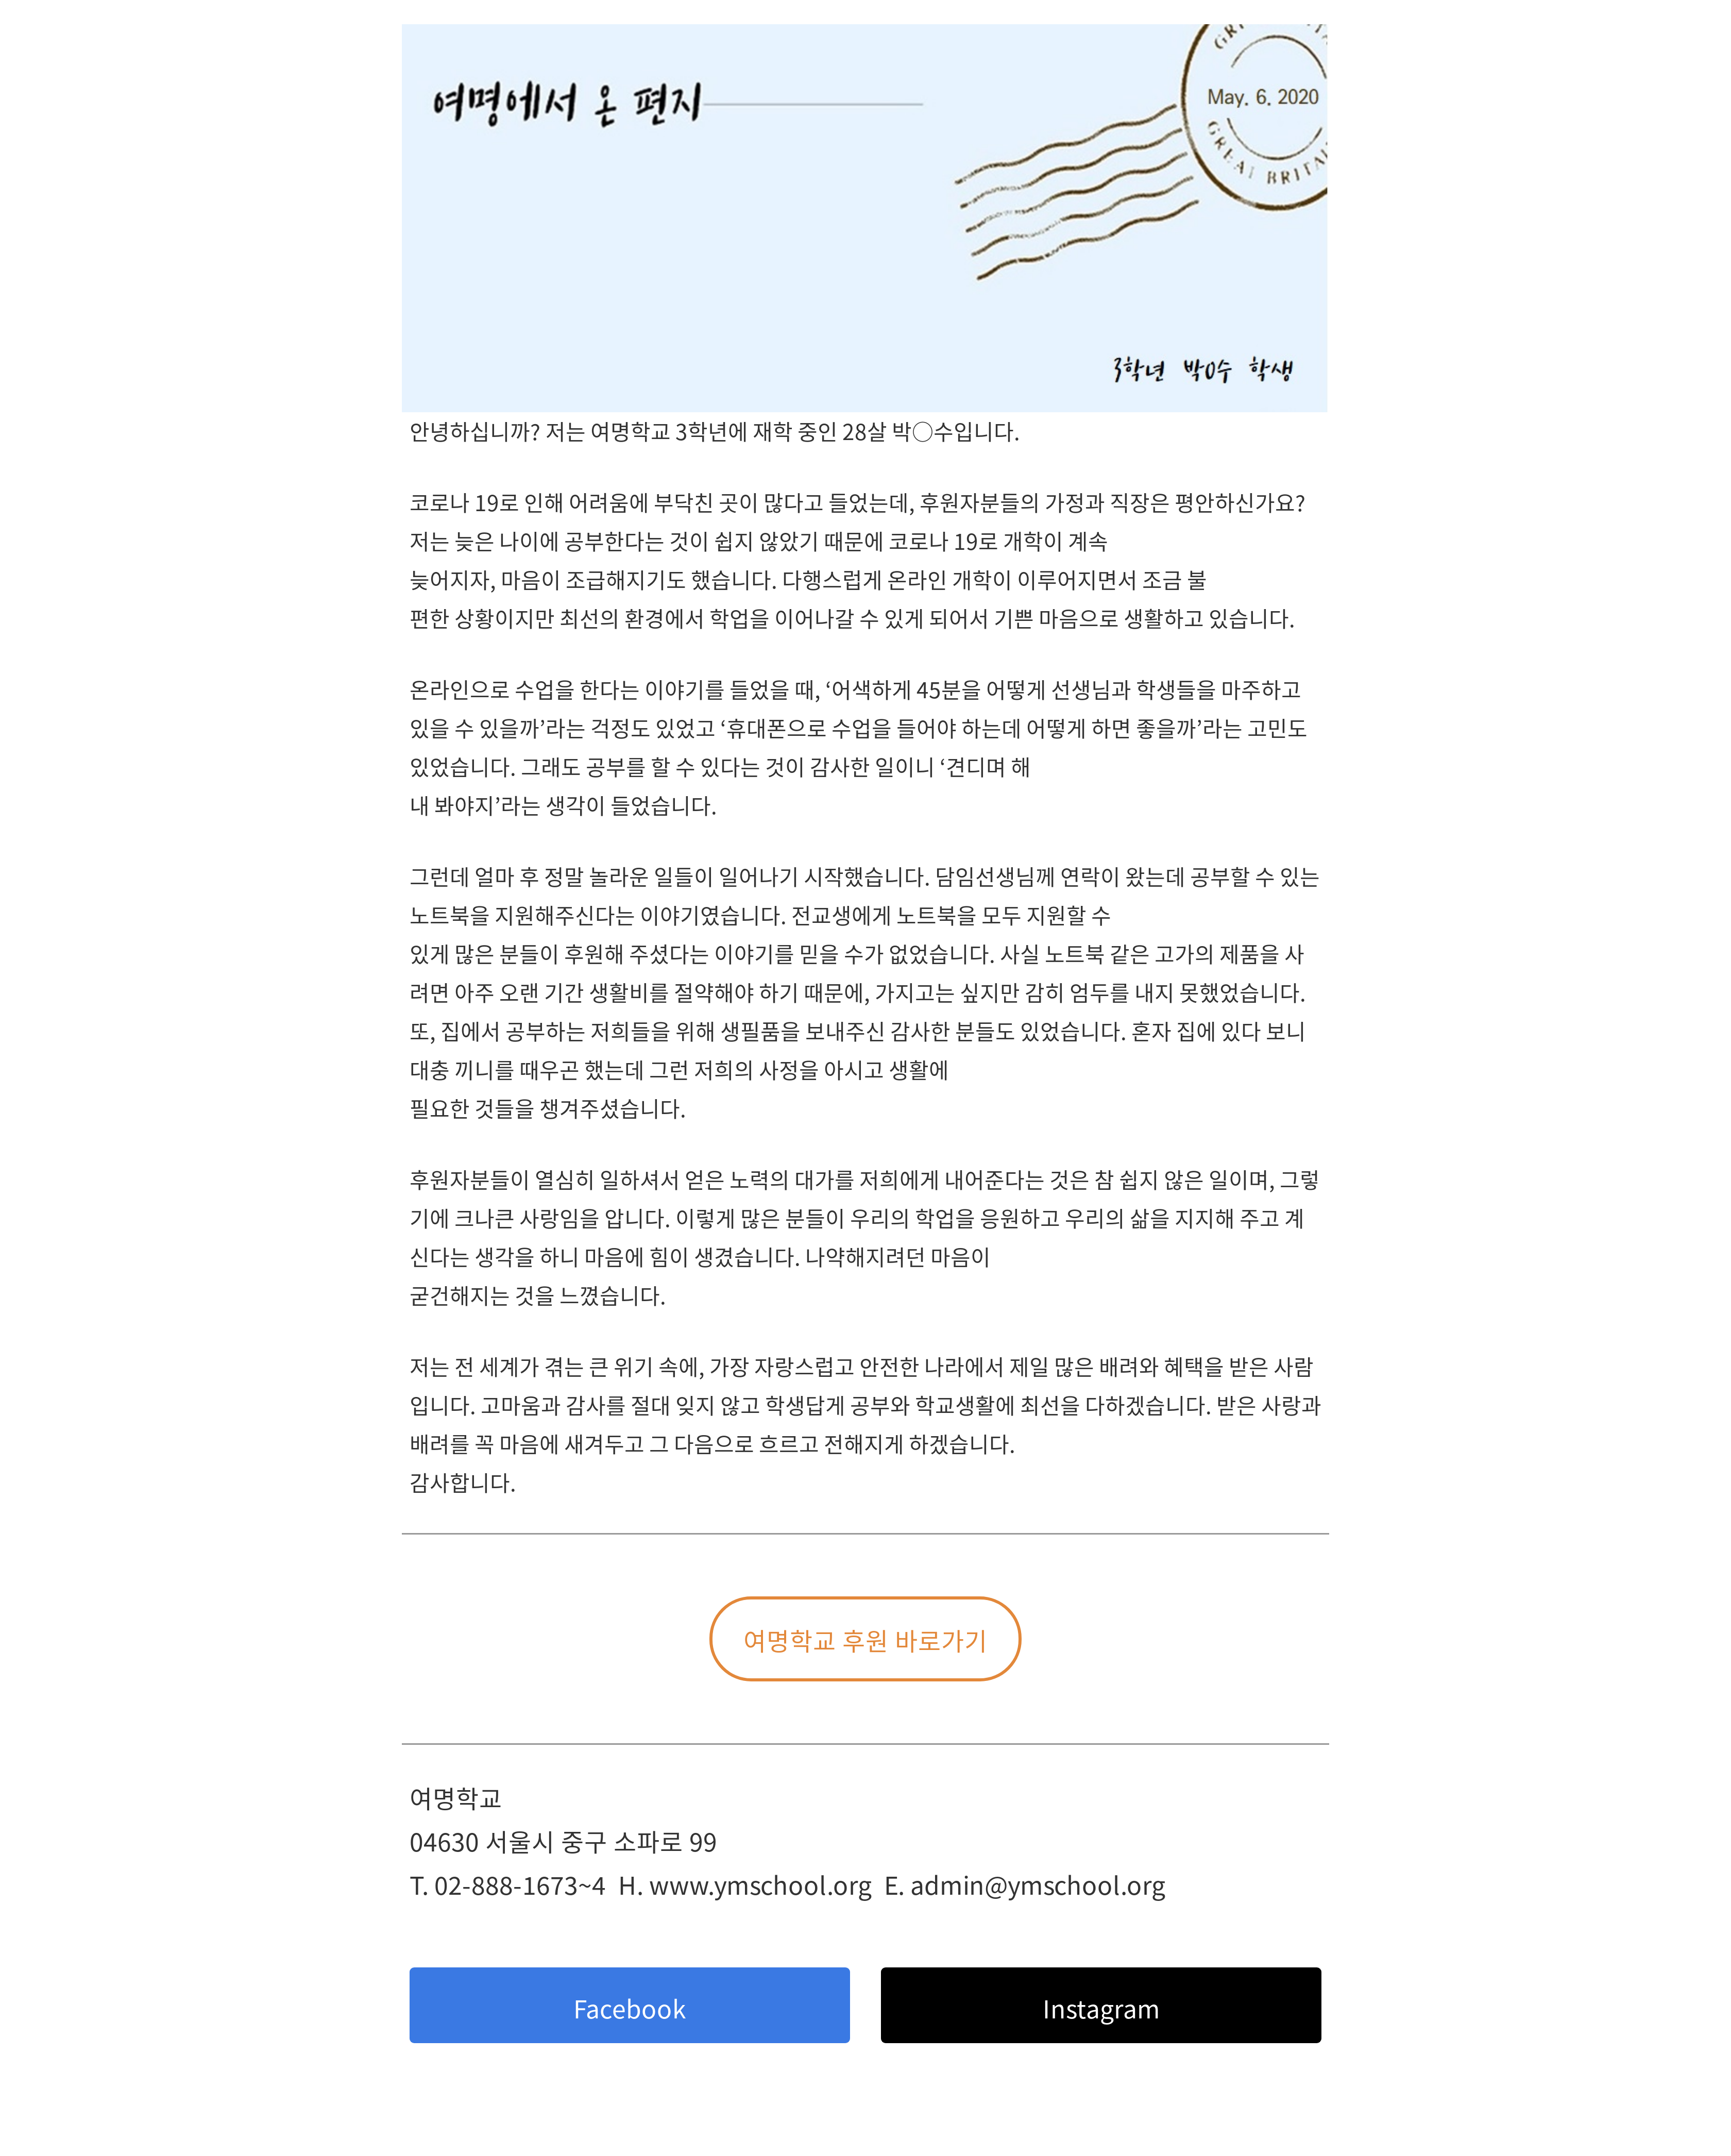 여명에서 온 편지
May. 6. 2020
GREAT BRITAI
3학년 박0수 학생
안녕하십니까? 저는 여명학교 3학년에 재학 중인 28살 박○수입니다.
코로나 19로 인해 어려움에 부닥친 곳이 많다고 들었는데, 후원자분들의 가정과 직장은 평안하신가요?
저는 늦은 나이에 공부한다는 것이 쉽지 않았기 때문에 코로나 19로 개학이 계속
늦어지자, 마음이 조급해지기도 했습니다. 다행스럽게 온라인 개학이 이루어지면서 조금 불
편한 상황이지만 최선의 환경에서 학업을 이어나갈 수 있게 되어서 기쁜 마음으로 생활하고 있습니다.
온라인으로 수업을 한다는 이야기를 들었을 때, ‘어색하게 45분을 어떻게 선생님과 학생들을 마주하고
있을 수 있을까’라는 걱정도 있었고 ‘휴대폰으로 수업을 들어야 하는데 어떻게 하면 좋을까’라는 고민도
있었습니다. 그래도 공부를 할 수 있다는 것이 감사한 일이니 ‘견디며 해
내 봐야지’라는 생각이 들었습니다.
그런데 얼마 후 정말 놀라운 일들이 일어나기 시작했습니다. 담임선생님께 연락이 왔는데 공부할 수 있는
노트북을 지원해주신다는 이야기였습니다. 전교생에게 노트북을 모두 지원할 수
있게 많은 분들이 후원해 주셨다는 이야기를 믿을 수가 없었습니다. 사실 노트북 같은 고가의 제품을 사
려면 아주 오랜 기간 생활비를 절약해야 하기 때문에, 가지고는 싶지만 감히 엄두를 내지 못했었습니다.
또, 집에서 공부하는 저희들을 위해 생필품을 보내주신 감사한 분들도 있었습니다. 혼자 집에 있다 보니
대충 끼니를 때우곤 했는데 그런 저희의 사정을 아시고 생활에
필요한 것들을 챙겨주셨습니다.
후원자분들이 열심히 일하셔서 얻은 노력의 대가를 저희에게 내어준다는 것은 참 쉽지 않은 일이며, 그렇
기에 크나큰 사랑임을 압니다. 이렇게 많은 분들이 우리의 학업을 응원하고 우리의 삶을 지지해 주고 계
신다는 생각을 하니 마음에 힘이 생겼습니다. 나약해지려던 마음이
굳건해지는 것을 느꼈습니다.
저는 전 세계가 겪는 큰 위기 속에, 가장 자랑스럽고 안전한 나라에서 제일 많은 배려와 혜택을 받은 사람
입니다. 고마움과 감사를 절대 잊지 않고 학생답게 공부와 학교생활에 최선을 다하겠습니다. 받은 사랑과
배려를 꼭 마음에 새겨두고 그 다음으로 흐르고 전해지게 하겠습니다.
감사합니다.
여명학교 후원 바로가기
여명학교
04630 서울시 중구 소파로 99
T. 02-888-1673~4 H. www.ymschool.org E. admin@ymschool.org
Facebook
Instagram